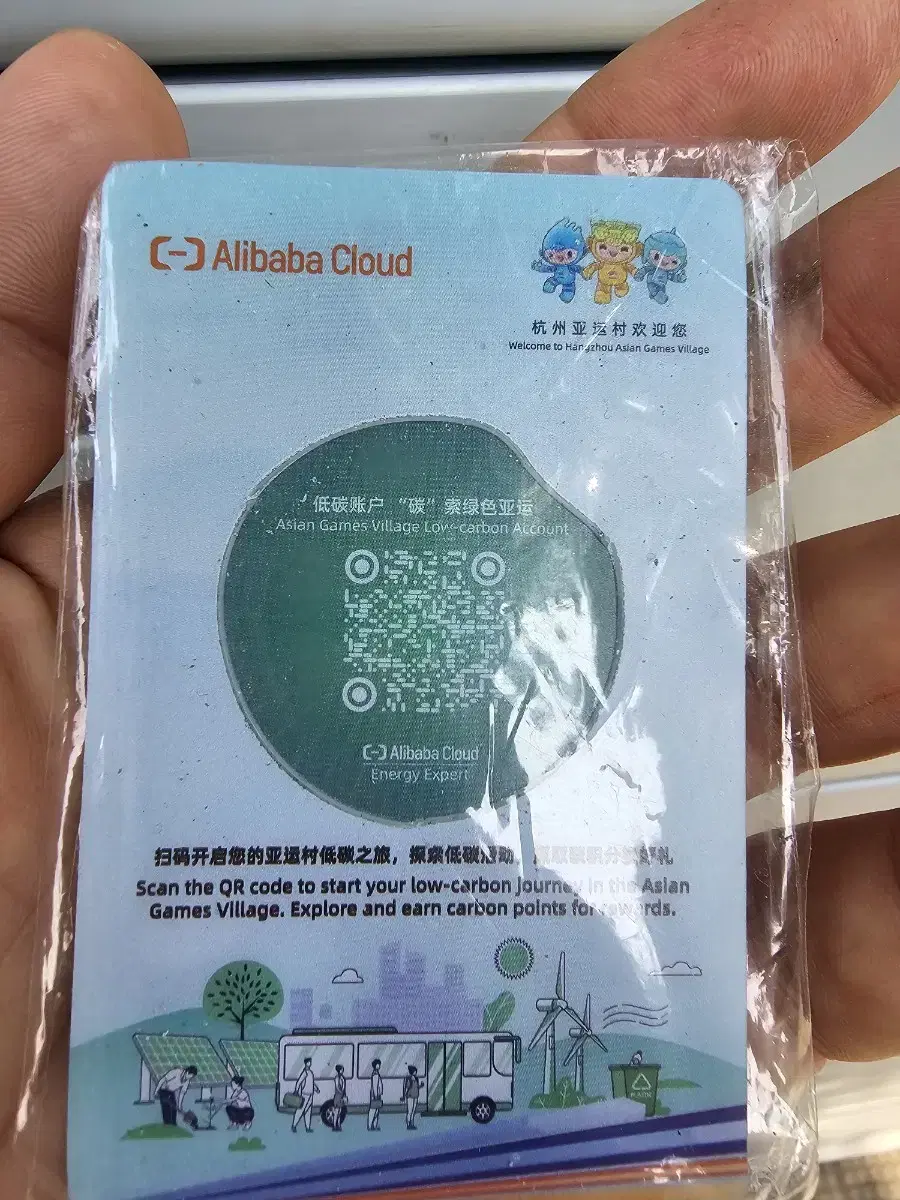 Alibaba Cloud
杭州亚运村欢迎您
Welcome to Hangzhou Asian Games Village
低碳账户 “碳”索绿色亚运
Asian Games Village Low-carbon Account
Alibaba Cloud
Energy Expert
扫码开启您的亚运村低碳之旅，探索低碳活动，
Scan the QR code to start your low-carbon journey in the Asian
Games Village. Explore and earn carbon points for rewards.